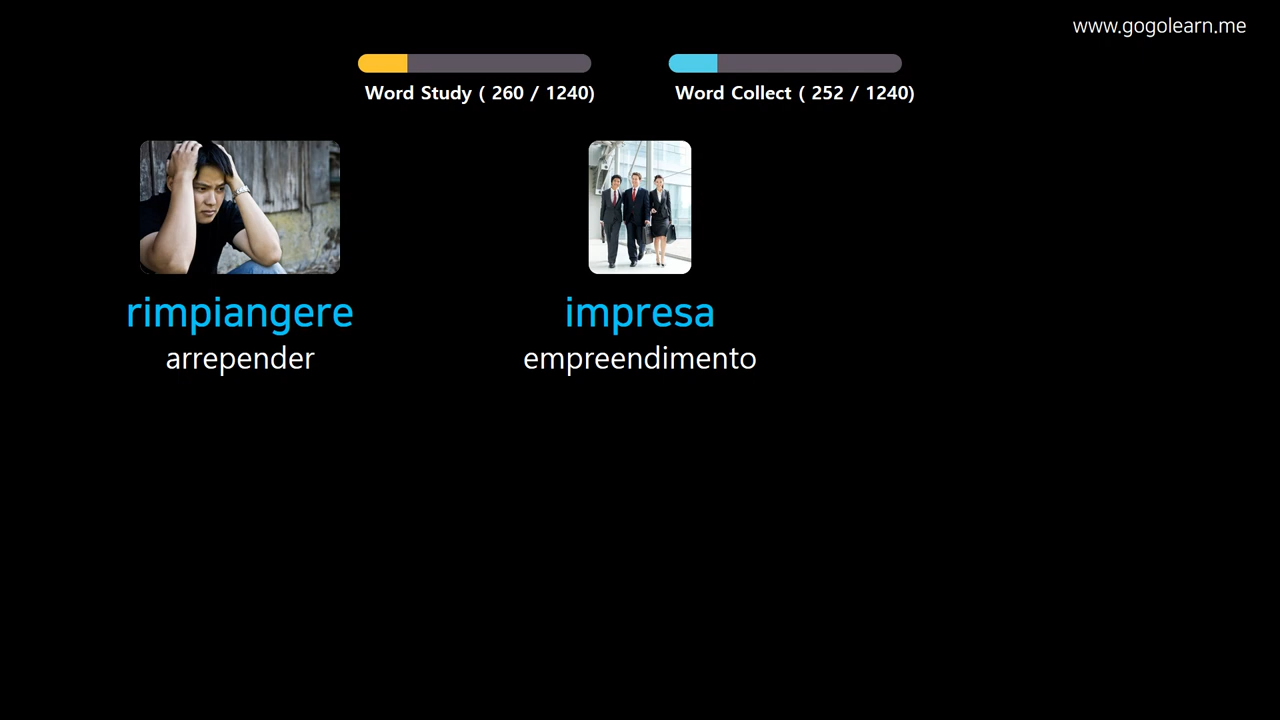 www.gogolearn.me
Word Study ( 260 / 1240)
Word Collect ( 252 / 1240)
rimpiangere
arrepender
impresa
empreendimento